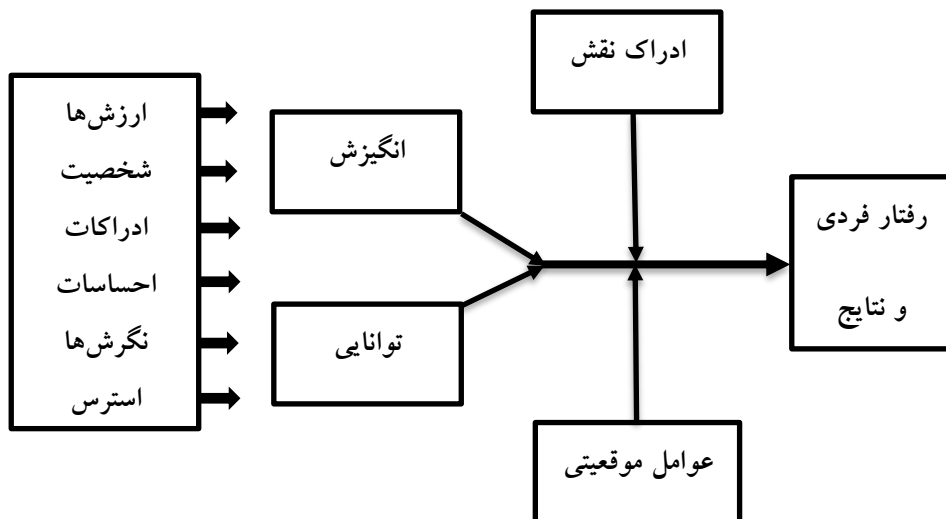 ادراک نقش
ارزش‌ها
شخصیت
ادراکات
احساسات
نگرش‌ها
استرس
انگیزش
توانایی
رفتار فردی
و نتایج
عوامل موقعیتی